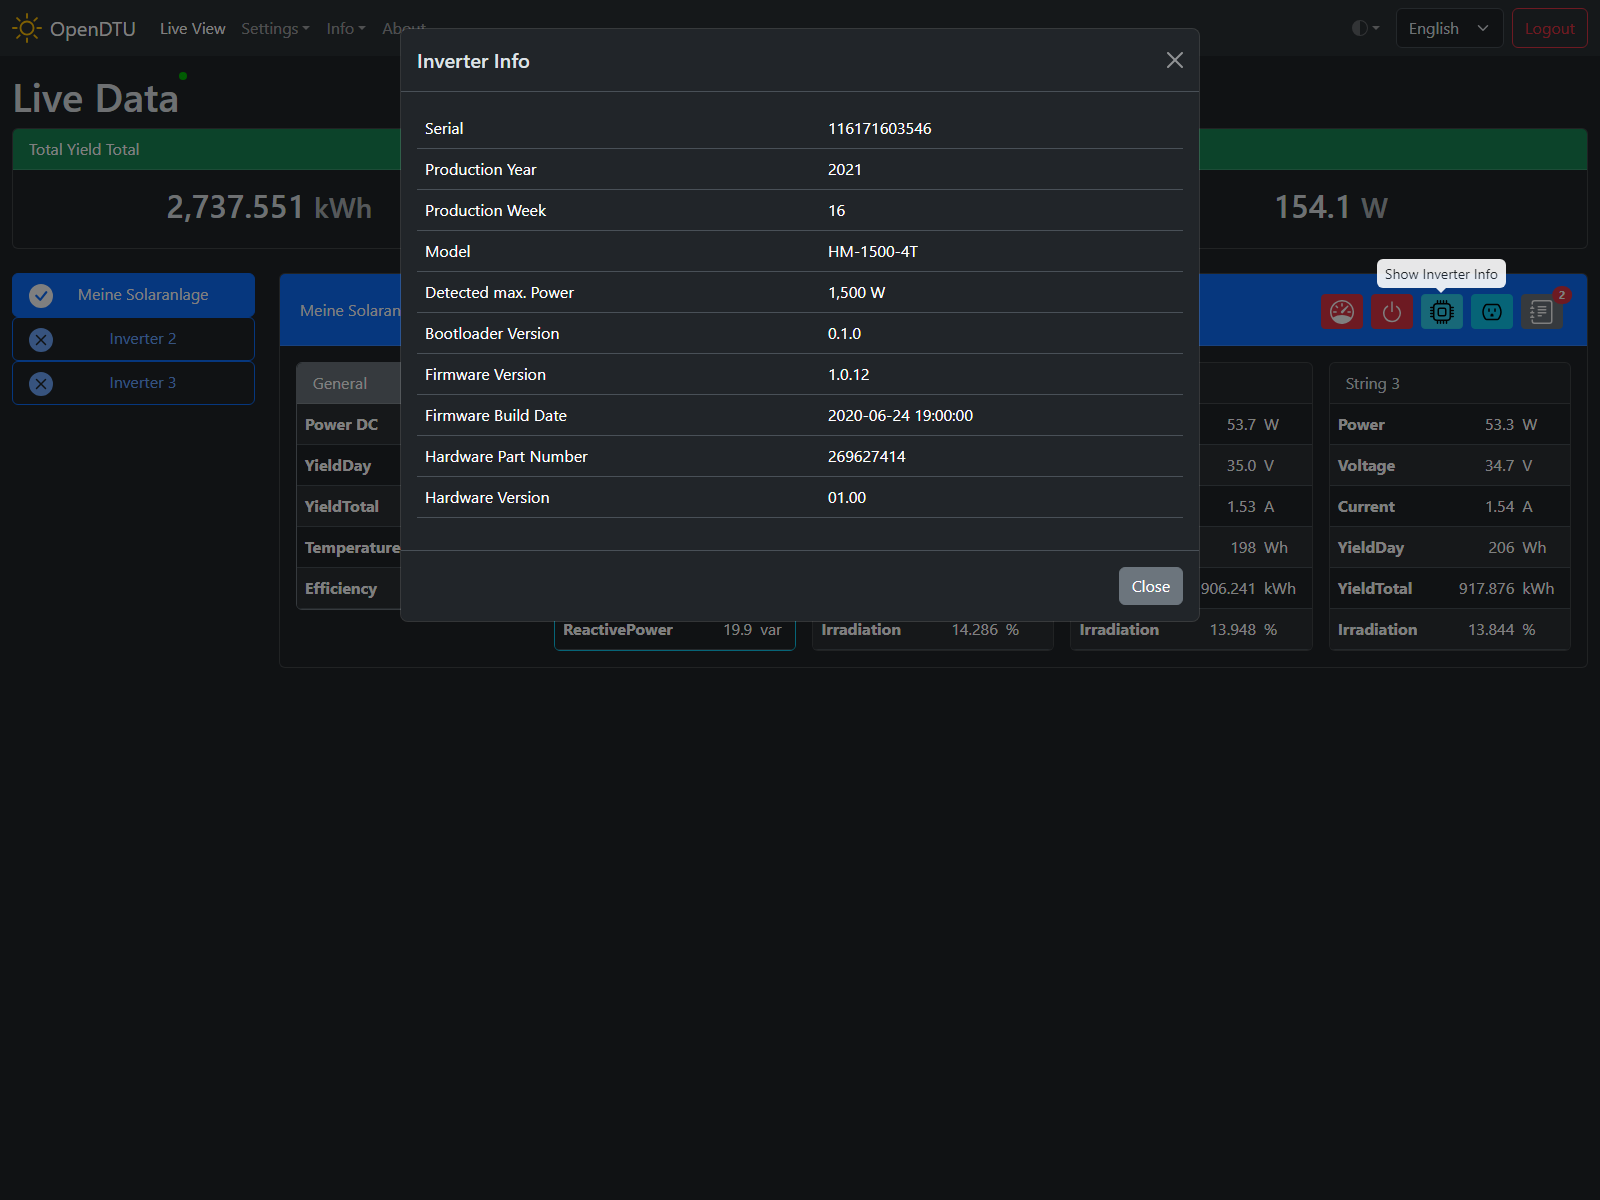 OpenDTU Live View Settings Info About English Logout
Live Data
Total Yield Total
2,737.551 kWh 154.1 W
Inverter Info
Serial 116171603546
Production Year 2021
Production Week 16
Model HM-1500-4T
Detected max. Power 1,500 W
Bootloader Version 0.1.0
Firmware Version 1.0.12
Firmware Build Date 2020-06-24 19:00:00
Hardware Part Number 269627414
Hardware Version 01.00
Close
Show Inverter Info
2
Meine Solaranlage
Inverter 2
Inverter 3
Meine Solaran
General
Power DC
YieldDay
YieldTotal
Temperature
Efficiency
ReactivePower 19.9 var
Irradiation 14.286 %
53.7 W
35.0 V
1.53 A
198 Wh
906.241 kWh
Irradiation 13.948 %
String 3
Power 53.3 W
Voltage 34.7 V
Current 1.54 A
YieldDay 206 Wh
YieldTotal 917.876 kWh
Irradiation 13.844 %